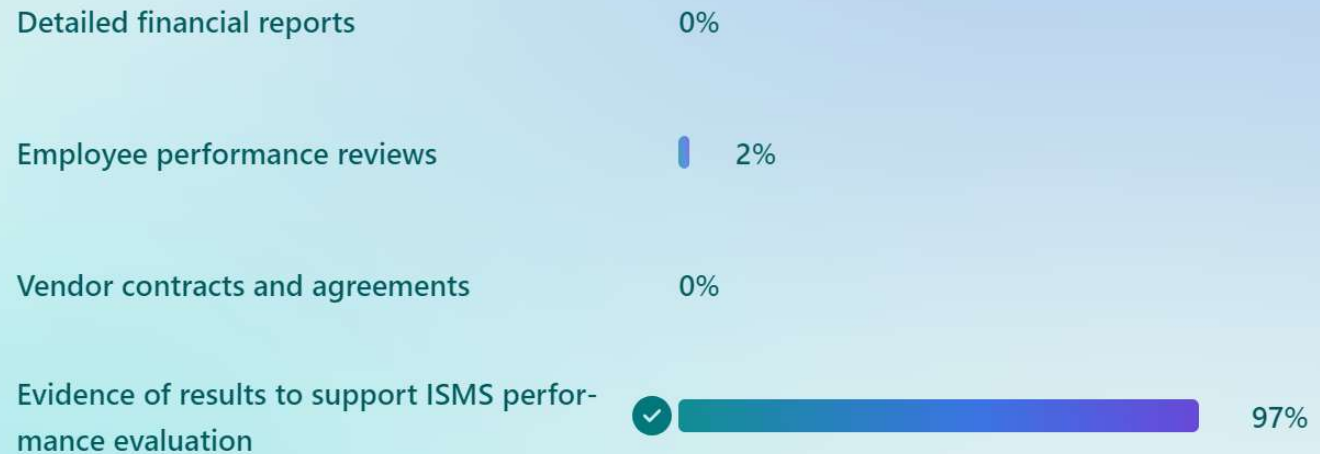 Detailed financial reports 0%
Employee performance reviews 2%
Vendor contracts and agreements 0%
Evidence of results to support ISMS perfor-
mance evaluation 97%